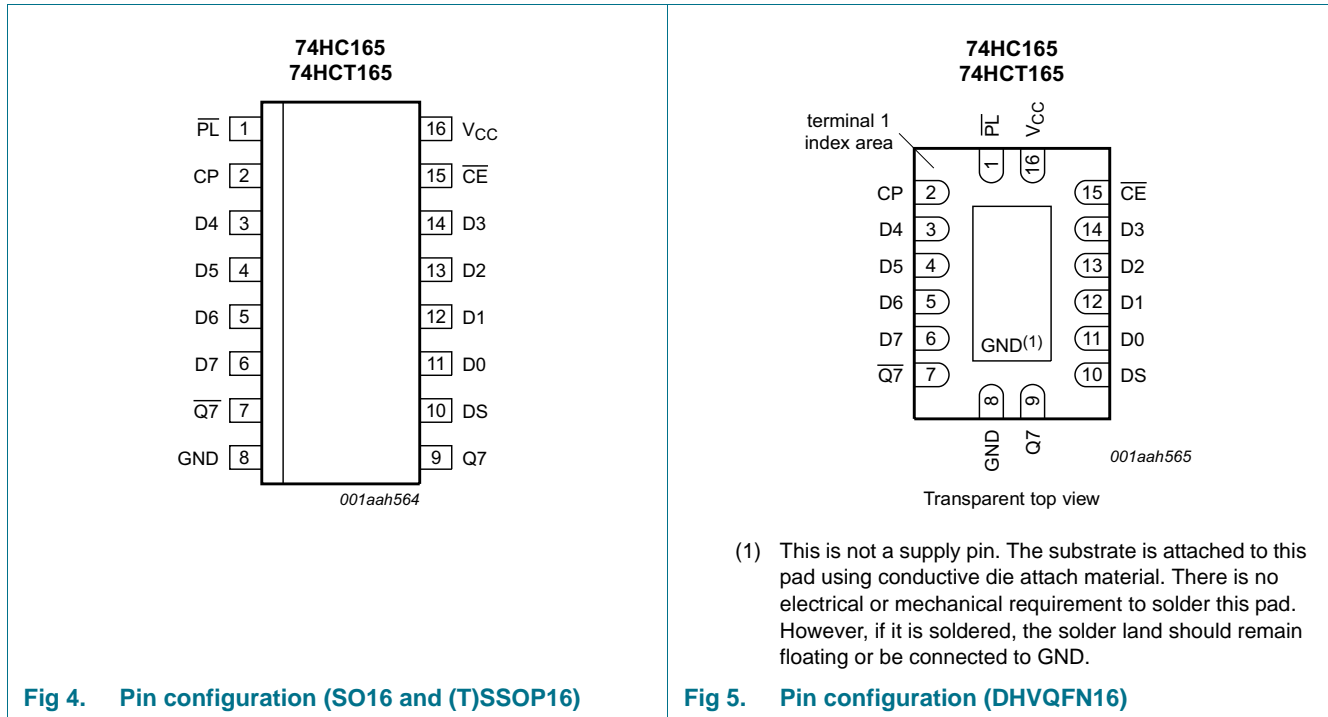 74HC165
74HCT165
PL 1 16 VCC
CP 2 15 CE
D4 3 14 D3
D5 4 13 D2
D6 5 12 D1
D7 6 11 D0
Q7 7 10 DS
GND 8 9 Q7
001aah564
Fig 4. Pin configuration (SO16 and (T)SSOP16)
74HC165
74HCT165
terminal 1
index area
PL VCC
1 16
CP 2 15 CE
D4 3 14 D3
D5 4 13 D2
D6 5 12 D1
D7 6 GND(1) 11 D0
Q7 7 10 DS
8 9
GND Q7
001aah565
Transparent top view
(1) This is not a supply pin. The substrate is attached to this
pad using conductive die attach material. There is no
electrical or mechanical requirement to solder this pad.
However, if it is soldered, the solder land should remain
floating or be connected to GND.
Fig 5. Pin configuration (DHVQFN16)